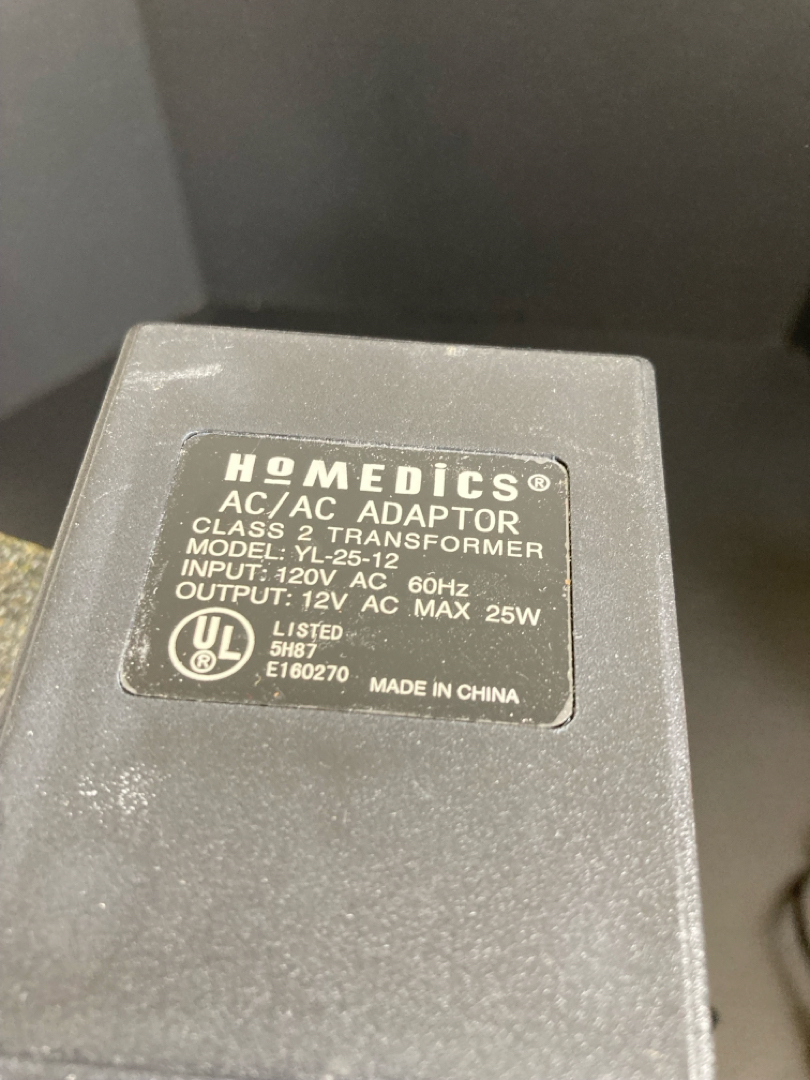 HoMEDiCS®
AC/AC ADAPTOR
CLASS 2 TRANSFORMER
MODEL: YL-25-12
INPUT: 120V AC 60Hz
OUTPUT: 12V AC MAX 25W
UL®
LISTED
5H87
E160270
MADE IN CHINA